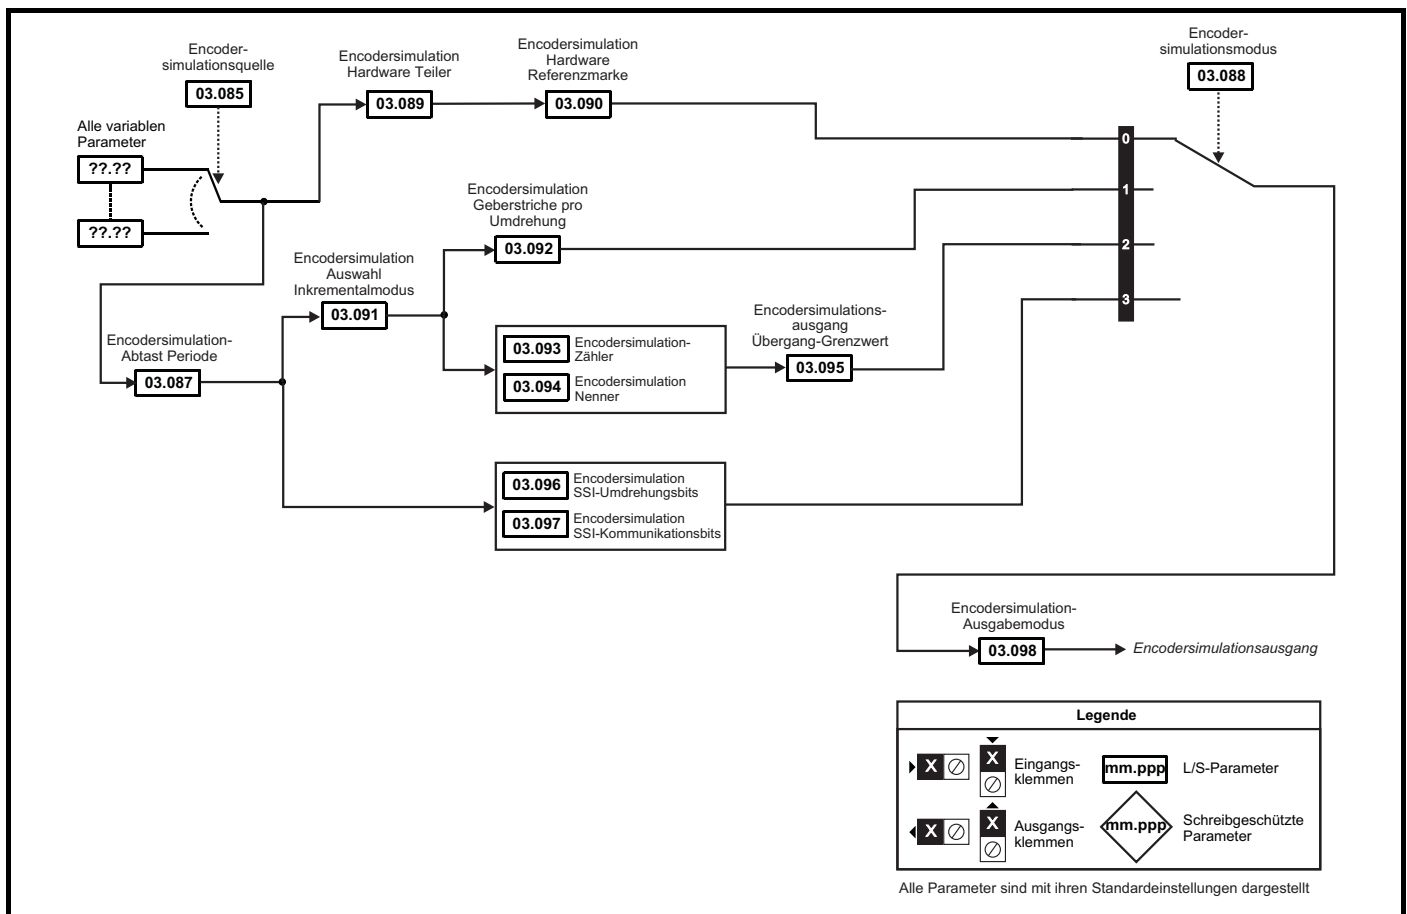 Encoder-
simulationsquelle
03.085
Encodersimulation
Hardware Teiler
03.089
Encodersimulation
Hardware
Referenzmarke
03.090
Encoder-
simulationsmodus
03.088
Alle variablen
Parameter
??.??
??.??
0
1
2
3
Encodersimulation
Geberstriche pro
Umdrehung
03.092
Encodersimulation
Auswahl
Inkrementalmodus
03.091
Encodersimulation-
Abtast Periode
03.087
03.093
Encodersimulation-
Zähler
03.094
Encodersimulation
Nenner
Encodersimulations-
ausgang
Übergang-Grenzwert
03.095
03.096
Encodersimulation
SSI-Umdrehungsbits
03.097
Encodersimulation
SSI-Kommunikationsbits
Encodersimulation-
Ausgabemodus
03.098
Encodersimulationsausgang
Legende
X
X
Eingangs-
klemmen
mm.ppp
L/S-Parameter
X
X
Ausgangs-
klemmen
mm.ppp
Schreibgeschützte
Parameter
Alle Parameter sind mit ihren Standardeinstellungen dargestellt